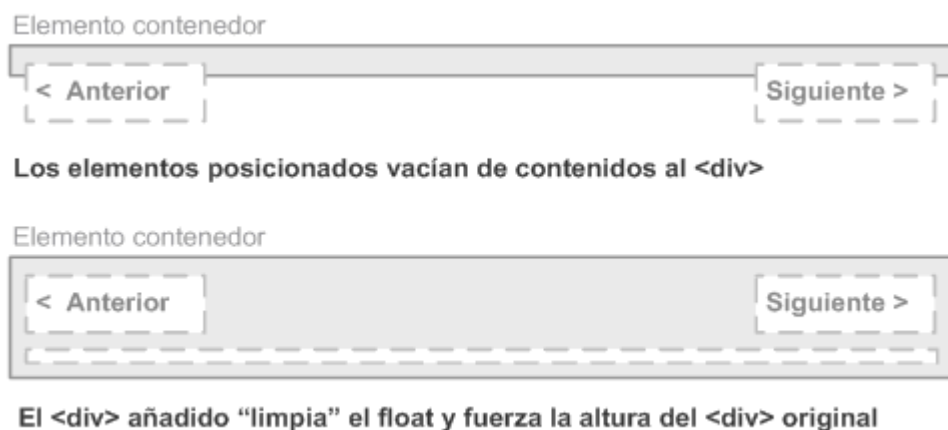 Elemento contenedor
< Anterior
Siguiente >
Los elementos posicionados vacían de contenidos al <div>
Elemento contenedor
< Anterior
Siguiente >
El <div> añadido “limpia” el float y fuerza la altura del <div> original